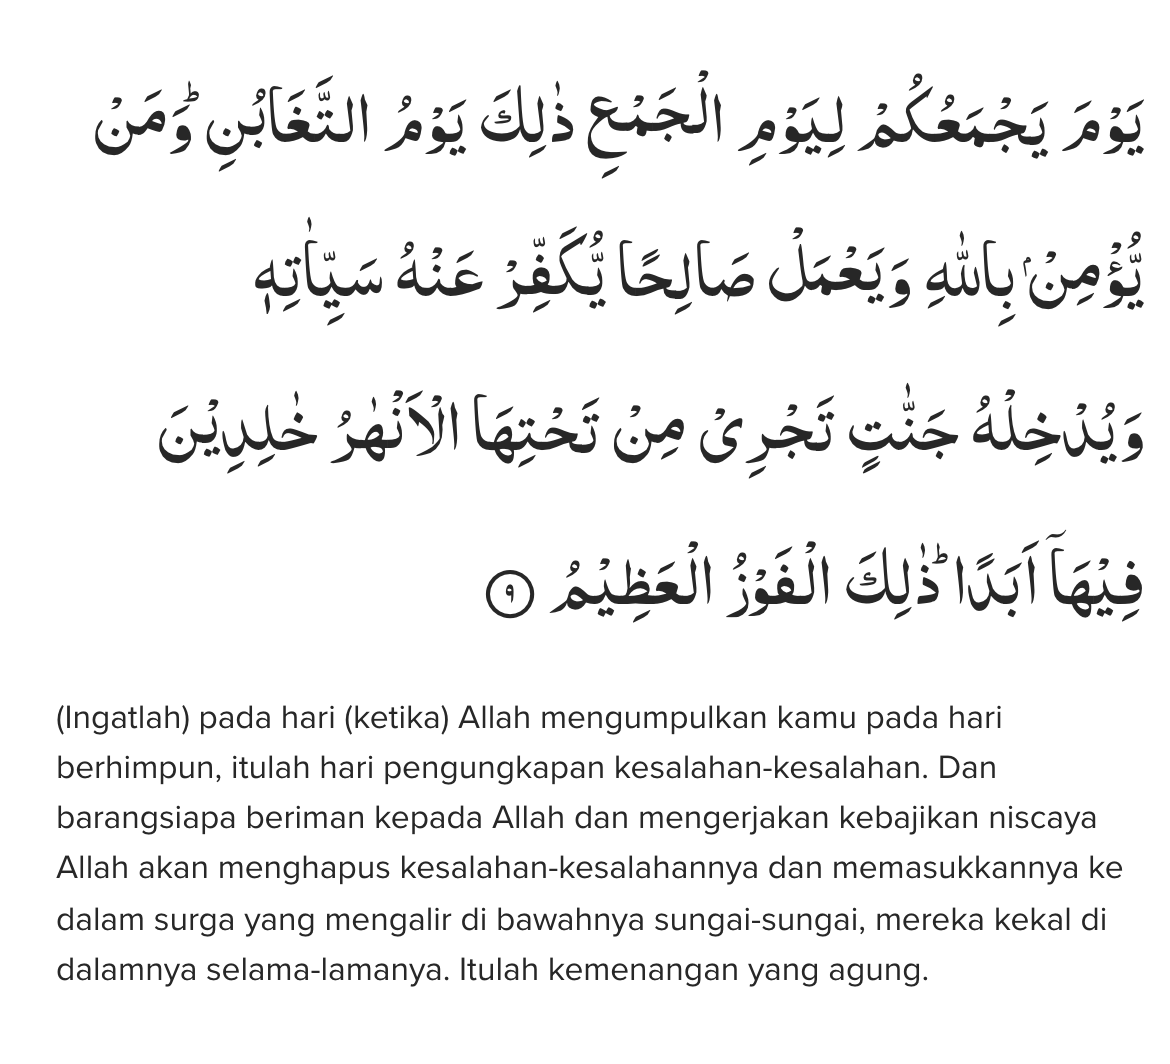 يَوْمَ يَجْمَعُكُمْ لِيَوْمِ الْجَمْعِ ذٰلِكَ يَوْمُ التَّغَابُنِۗ وَمَنْ
يُّؤْمِنْۢ بِاللّٰهِ وَيَعْمَلْ صَالِحًا يُّكَفِّرْ عَنْهُ سَيِّاٰتِهٖ
وَيُدْخِلْهُ جَنّٰتٍ تَجْرِيْ مِنْ تَحْتِهَا الْاَنْهٰرُ خٰلِدِيْنَ
فِيْهَآ اَبَدًاۗ ذٰلِكَ الْفَوْزُ الْعَظِيْمُ ٩
(Ingatlah) pada hari (ketika) Allah mengumpulkan kamu pada hari
berhimpun, itulah hari pengungkapan kesalahan-kesalahan. Dan
barangsiapa beriman kepada Allah dan mengerjakan kebajikan niscaya
Allah akan menghapus kesalahan-kesalahannya dan memasukkannya ke
dalam surga yang mengalir di bawahnya sungai-sungai, mereka kekal di
dalamnya selama-lamanya. Itulah kemenangan yang agung.